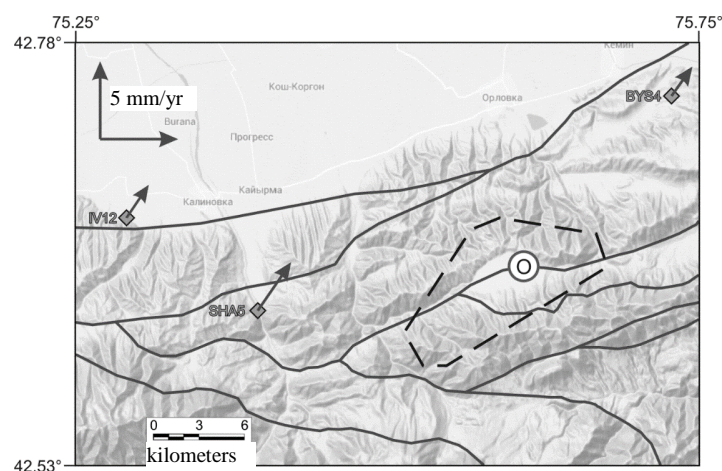 75.25°
75.75°
42.78°
Кемин
5 mm/yr
Кош-Коргон
Орловка
BYS4
Burana
Прогресс
Кайырма
Калиновка
IV12
O
SHA5
0 3 6
kilometers
42.53°